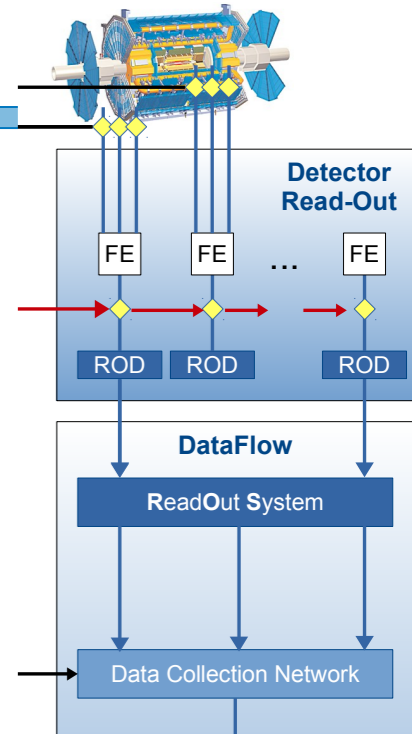 Detector
Read-Out
FE FE ... FE
ROD ROD ROD
DataFlow
ReadOut System
Data Collection Network